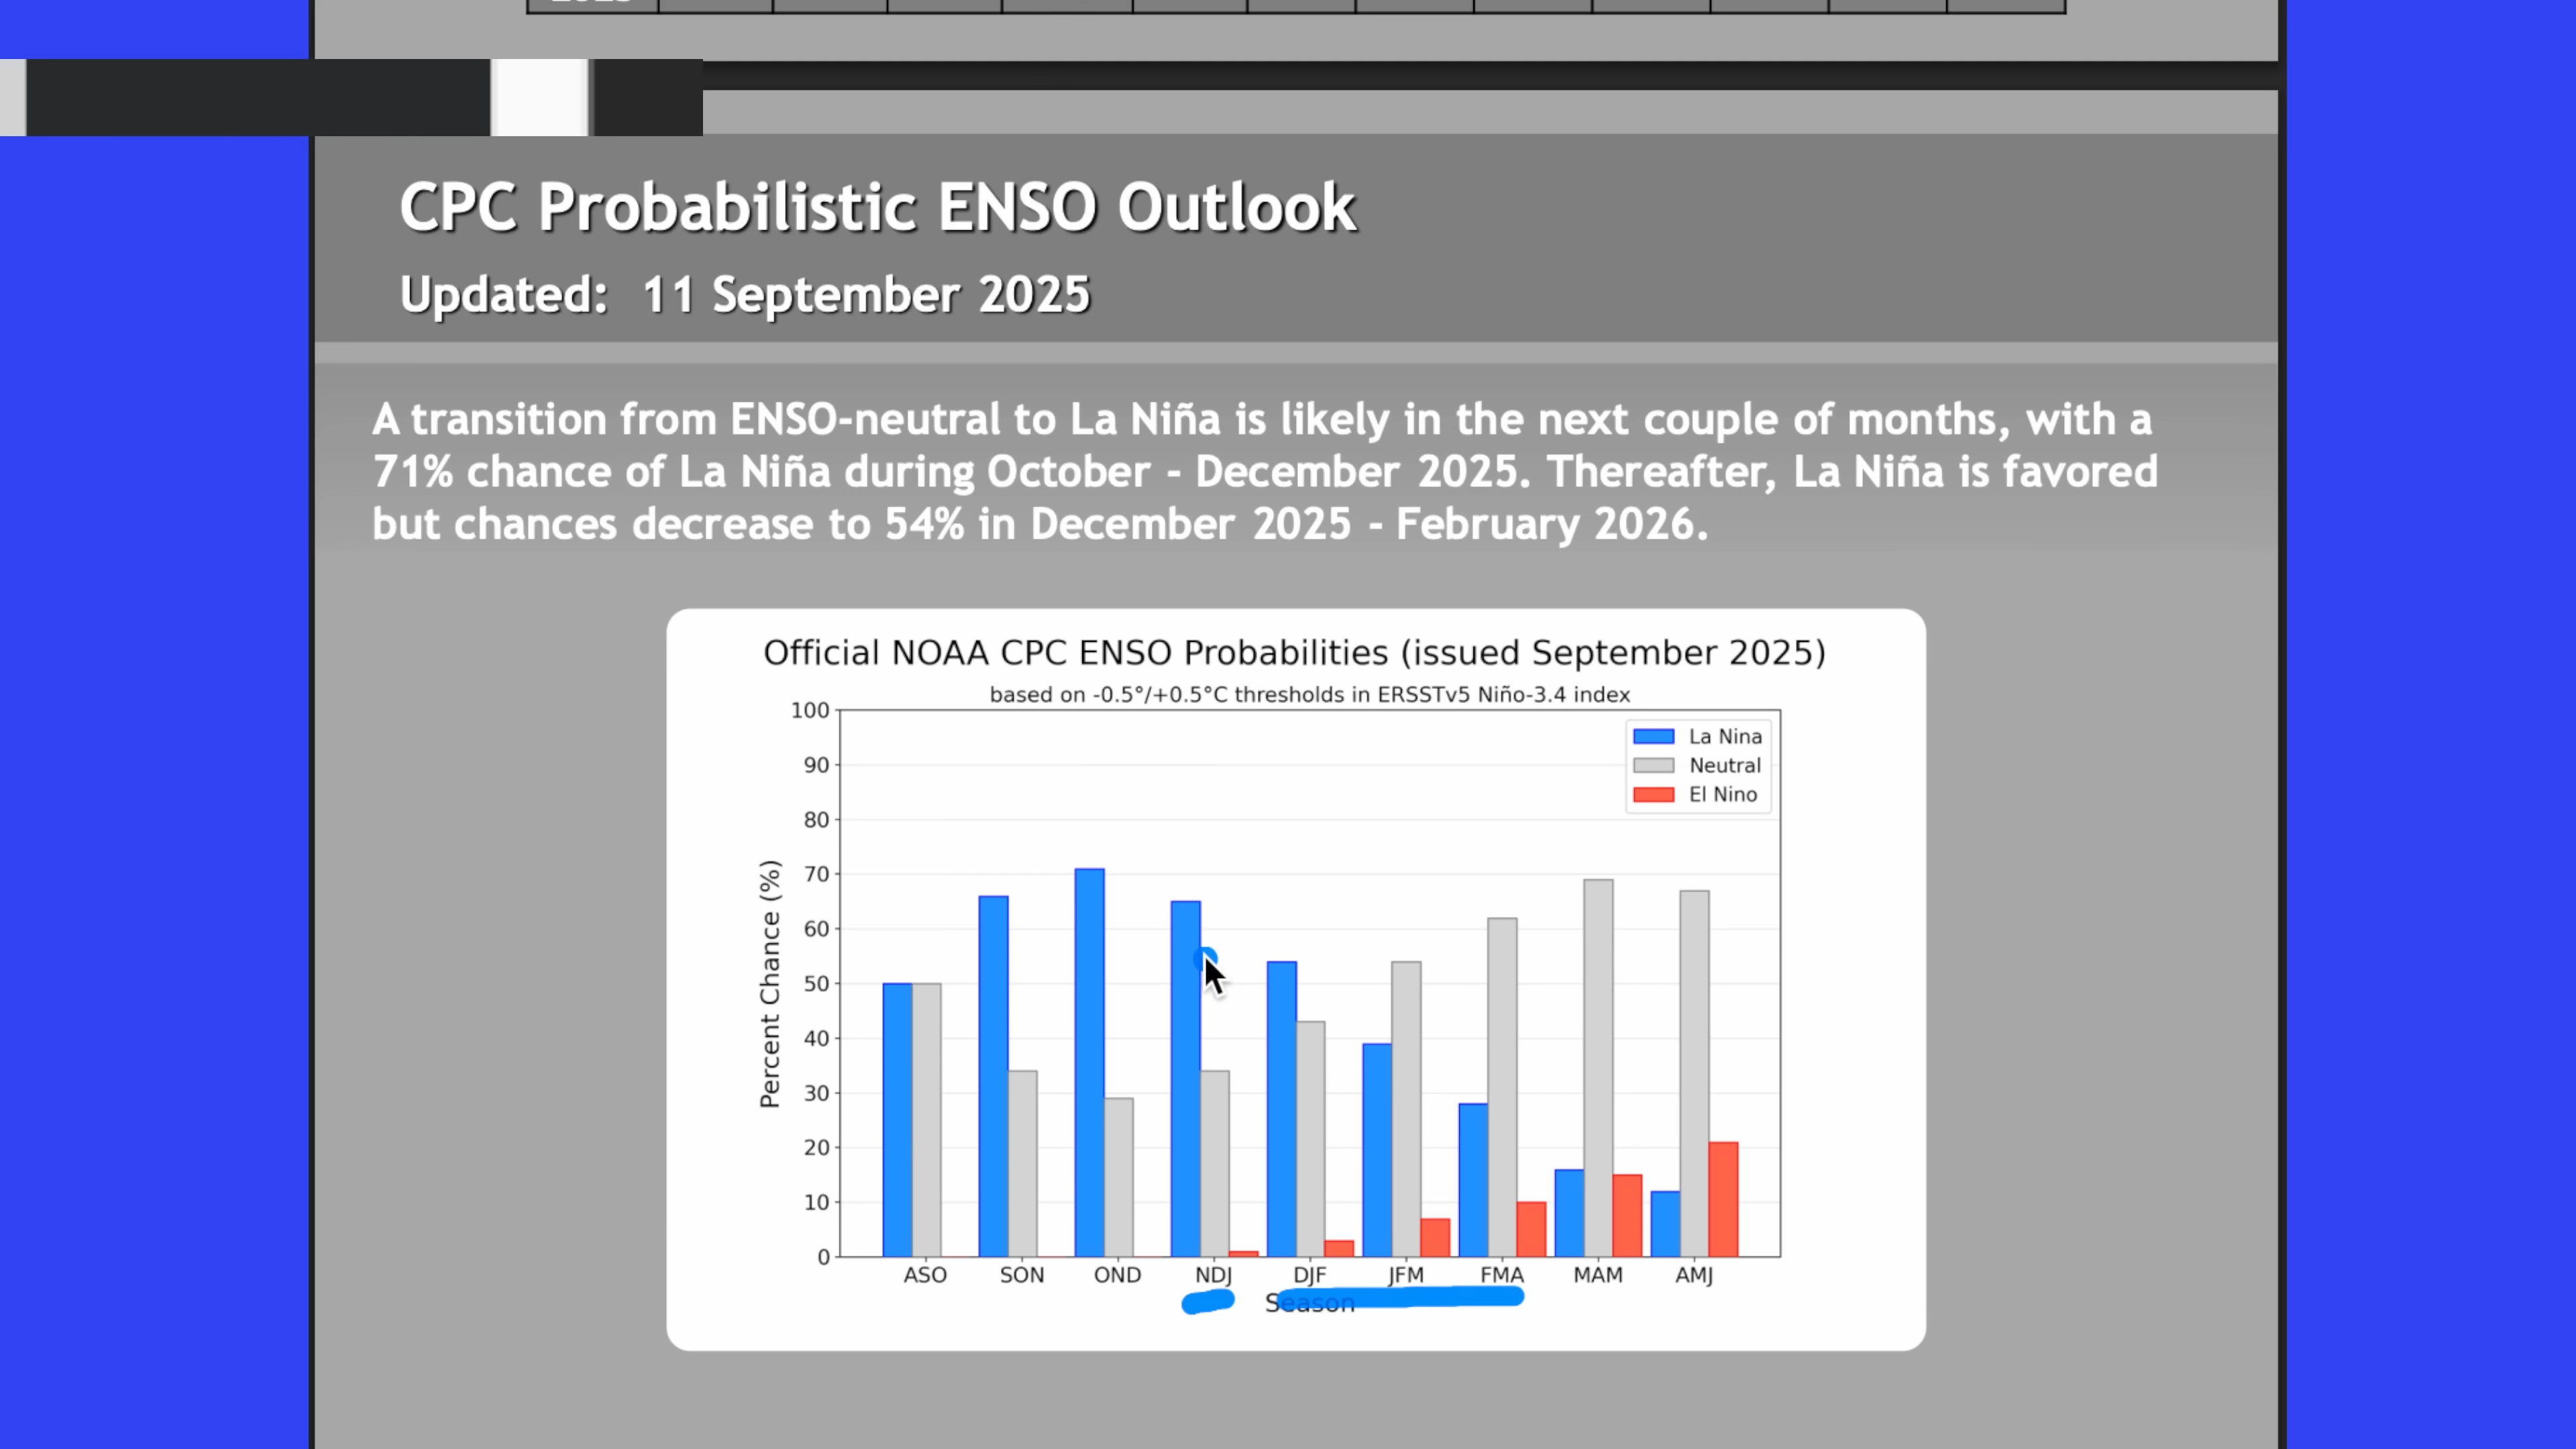 CPC Probabilistic ENSO Outlook
Updated: 11 September 2025
A transition from ENSO-neutral to La Niña is likely in the next couple of months, with a
71% chance of La Niña during October - December 2025. Thereafter, La Niña is favored
but chances decrease to 54% in December 2025 - February 2026.
Official NOAA CPC ENSO Probabilities (issued September 2025)
based on -0.5°/+0.5°C thresholds in ERSSTv5 Niño-3.4 index
La Nina
Neutral
El Nino
Percent Chance (%)
100
90
80
70
60
50
40
30
20
10
0
ASO SON OND NDJ DJF JFM FMA MAM AMJ
Season